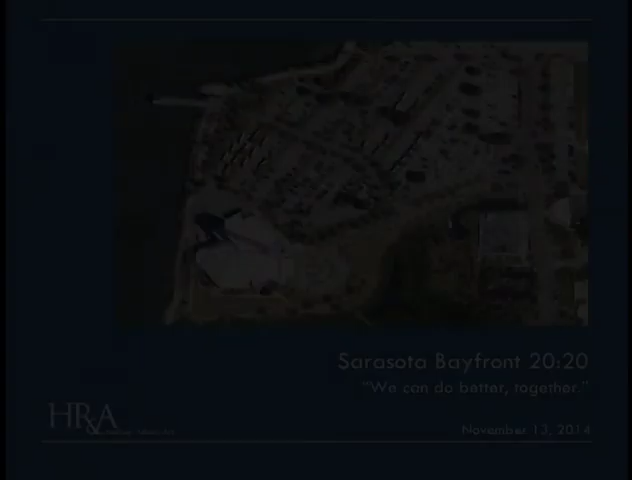 Sarasota Bayfront 20:20
"We can do better, together."
HR&A
November 13, 2014